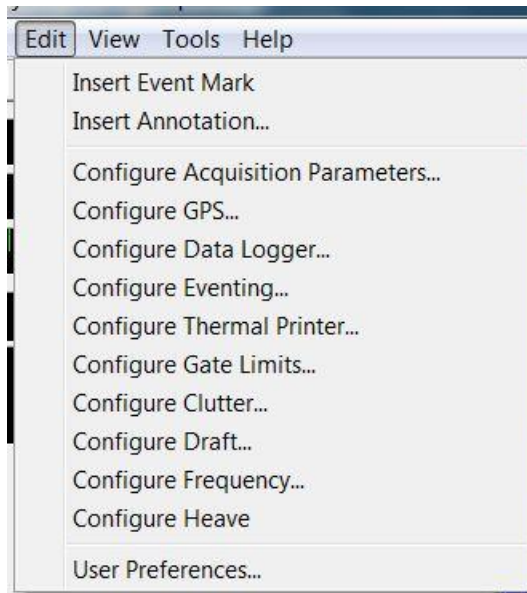 Edit View Tools Help
Insert Event Mark
Insert Annotation...
Configure Acquisition Parameters...
Configure GPS...
Configure Data Logger...
Configure Eventing...
Configure Thermal Printer...
Configure Gate Limits...
Configure Clutter...
Configure Draft...
Configure Frequency...
Configure Heave
User Preferences...